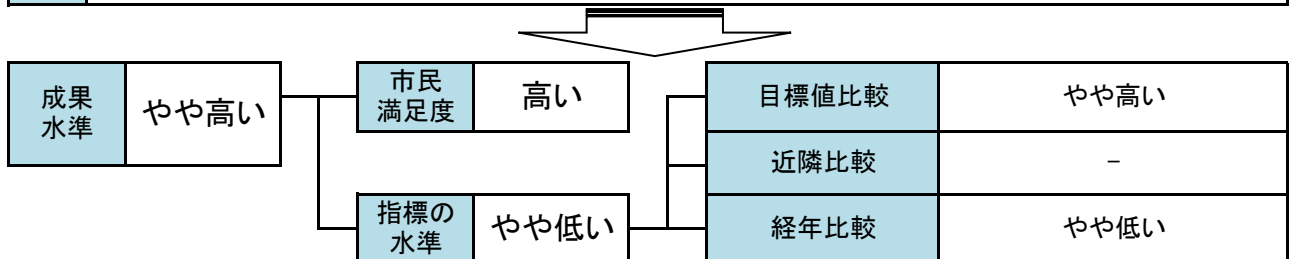 成果
水準
やや高い
市民
満足度
高い
指標の
水準
やや低い
目標値比較
やや高い
近隣比較
－
経年比較
やや低い